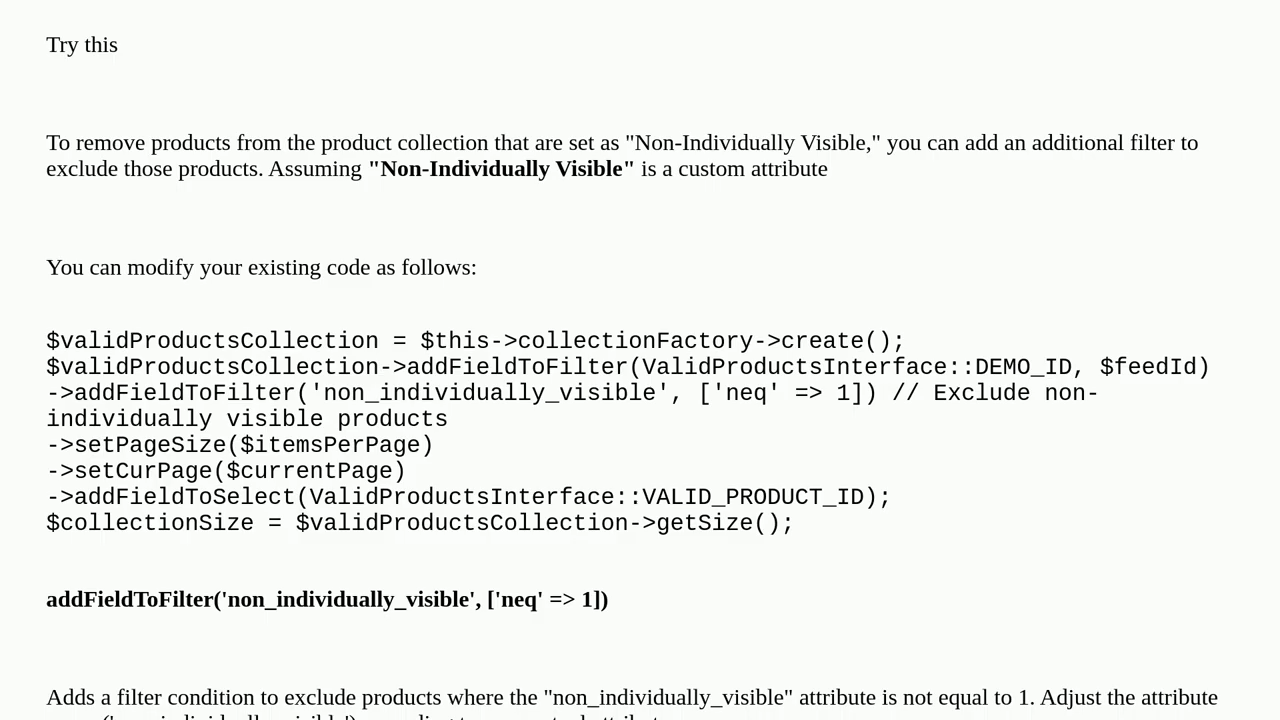 Try this
To remove products from the product collection that are set as "Non-Individually Visible," you can add an additional filter to
exclude those products. Assuming "Non-Individually Visible" is a custom attribute
You can modify your existing code as follows:
$validProductsCollection = $this->collectionFactory->create();
$validProductsCollection->addFieldToFilter(ValidProductsInterface::DEMO_ID, $feedId)
->addFieldToFilter('non_individually_visible', ['neq' => 1]) // Exclude non-
individually visible products
->setPageSize($itemsPerPage)
->setCurPage($currentPage)
->addFieldToSelect(ValidProductsInterface::VALID_PRODUCT_ID);
$collectionSize = $validProductsCollection->getSize();
addFieldToFilter('non_individually_visible', ['neq' => 1])
Adds a filter condition to exclude products where the "non_individually_visible" attribute is not equal to 1. Adjust the attribute